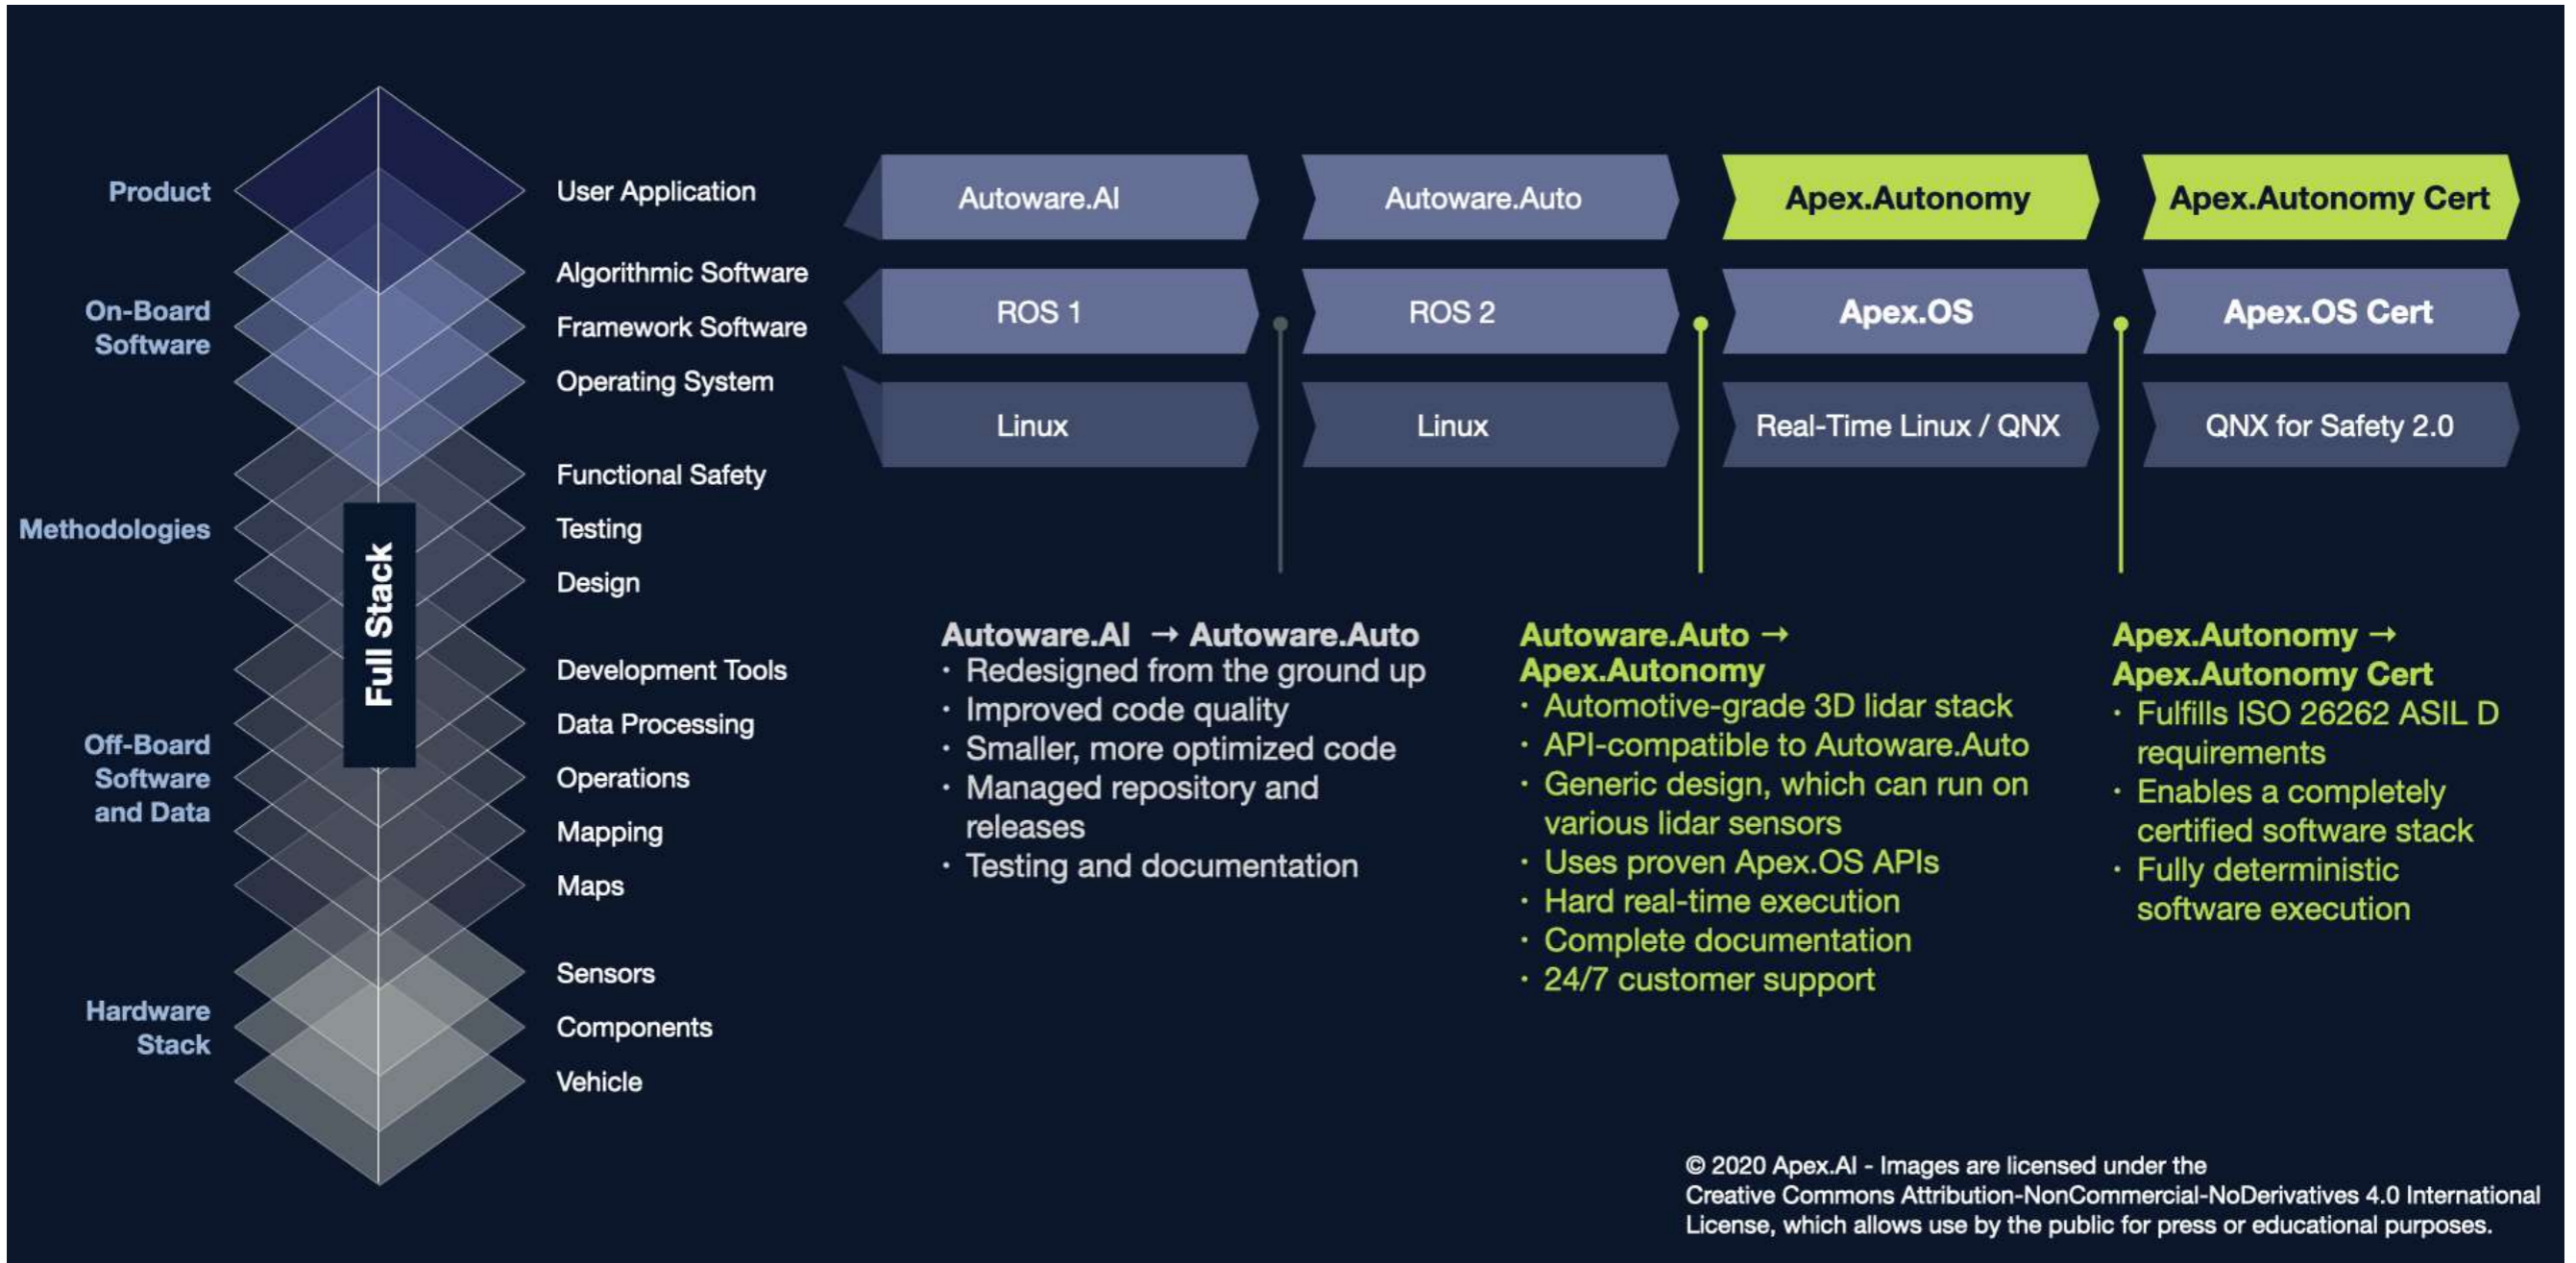 Product
User Application
On-Board
Software
Algorithmic Software
Framework Software
Operating System
Methodologies
Functional Safety
Testing
Design
Full Stack
Off-Board
Software
and Data
Development Tools
Data Processing
Operations
Mapping
Maps
Hardware
Stack
Sensors
Components
Vehicle
Autoware.AI
Autoware.Auto
Apex.Autonomy
Apex.Autonomy Cert
ROS 1
ROS 2
Apex.OS
Apex.OS Cert
Linux
Linux
Real-Time Linux / QNX
QNX for Safety 2.0
Autoware.AI → Autoware.Auto
· Redesigned from the ground up
· Improved code quality
· Smaller, more optimized code
· Managed repository and
releases
· Testing and documentation
Autoware.Auto →
Apex.Autonomy
· Automotive-grade 3D lidar stack
· API-compatible to Autoware.Auto
· Generic design, which can run on
various lidar sensors
· Uses proven Apex.OS APIs
· Hard real-time execution
· Complete documentation
· 24/7 customer support
Apex.Autonomy →
Apex.Autonomy Cert
· Fulfills ISO 26262 ASIL D
requirements
· Enables a completely
certified software stack
· Fully deterministic
software execution
© 2020 Apex.AI - Images are licensed under the
Creative Commons Attribution-NonCommercial-NoDerivatives 4.0 International
License, which allows use by the public for press or educational purposes.